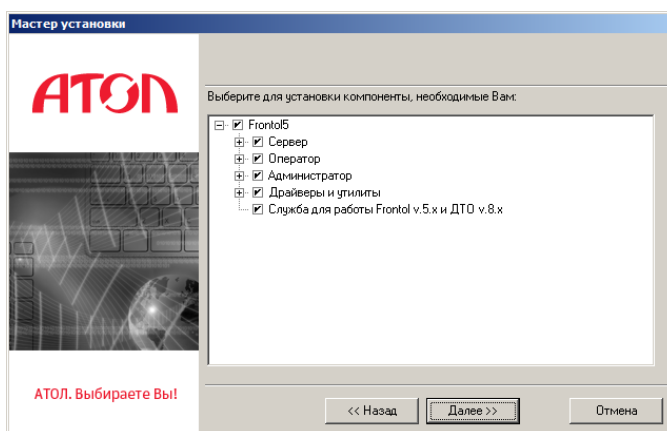 Мастер установки
АТОЛ
Выберите для установки компоненты, необходимые Вам:
Frontol5
Сервер
Оператор
Администратор
Драйверы и утилиты
Служба для работы Frontol v.5.x и ДТО v.8.x
АТОЛ. Выбираете Вы!
<< Назад
Далее >>
Отмена